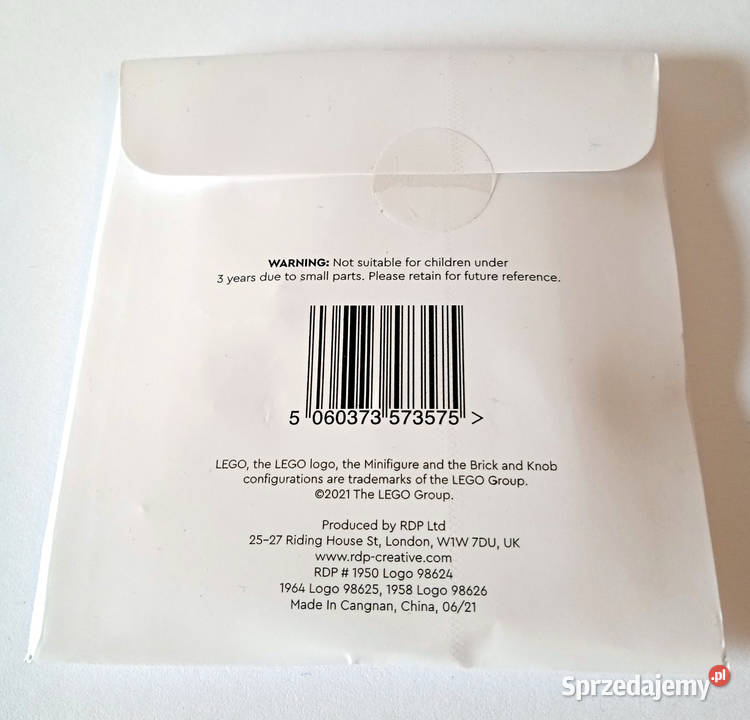 WARNING: Not suitable for children under
3 years due to small parts. Please retain for future reference.
5 060373 573575 >
LEGO, the LEGO logo, the Minifigure and the Brick and Knob
configurations are trademarks of the LEGO Group.
©2021 The LEGO Group.
Produced by RDP Ltd
25-27 Riding House St, London, W1W 7DU, UK
www.rdp-creative.com
RDP # 1950 Logo 98624
1964 Logo 98625, 1958 Logo 98626
Made In Cangnan, China, 06/21
Sprzedajemy.pl